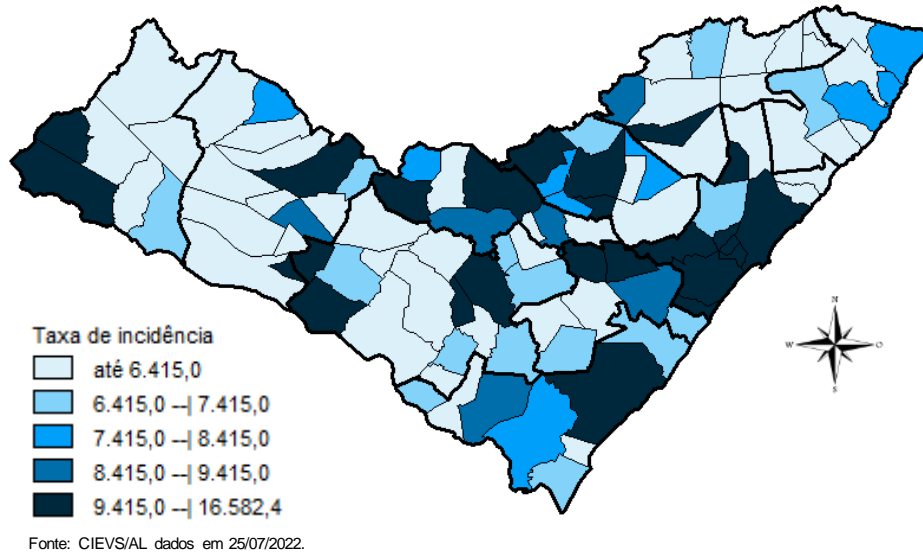 N
W O
S
Taxa de incidência
até 6.415,0
6.415,0 --| 7.415,0
7.415,0 --| 8.415,0
8.415,0 --| 9.415,0
9.415,0 --| 16.582,4
Fonte: CIEVS/AL dados em 25/07/2022.